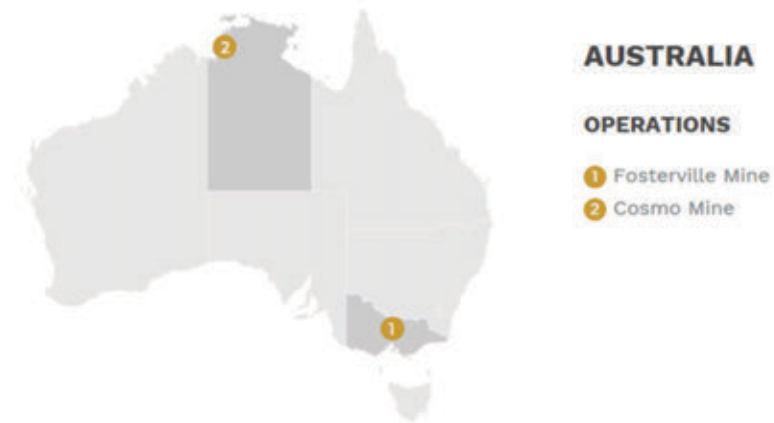 2
AUSTRALIA
OPERATIONS
1 Fosterville Mine
2 Cosmo Mine
1